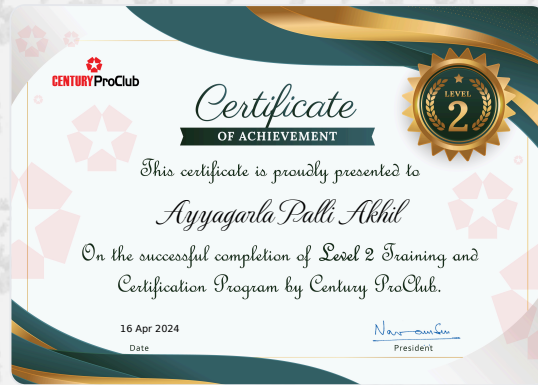 CENTURY ProClub
Certificate
OF ACHIEVEMENT
LEVEL
2
This certificate is proudly presented to
Ayyagarla Palli Akhil
On the successful completion of Level 2 Training and
Certification Program by Century ProClub.
16 Apr 2024
Date
President